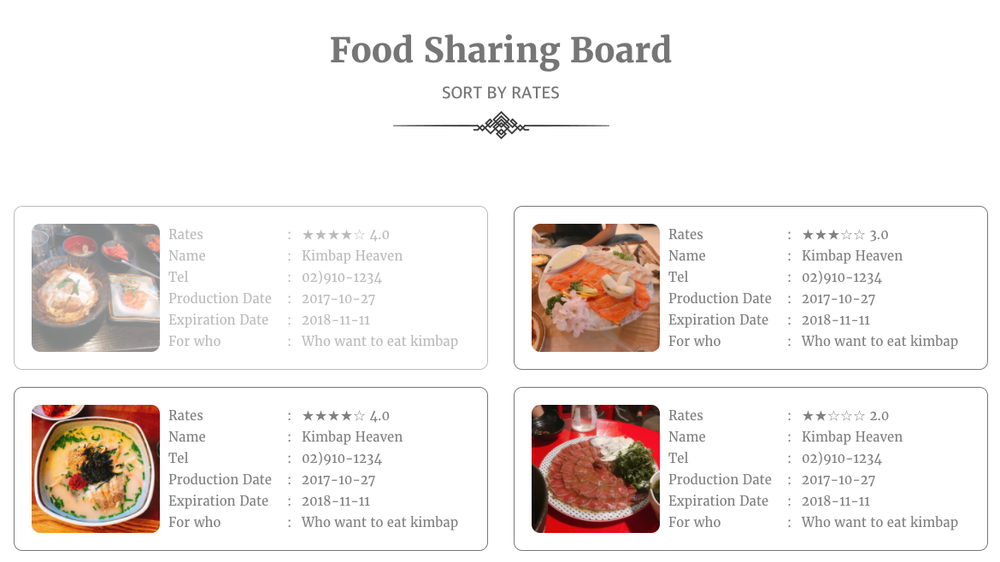 Food Sharing Board
SORT BY RATES
Rates : ★★★★☆ 4.0
Name : Kimbap Heaven
Tel : 02)910-1234
Production Date : 2017-10-27
Expiration Date : 2018-11-11
For who : Who want to eat kimbap
Rates : ★★★☆☆ 3.0
Name : Kimbap Heaven
Tel : 02)910-1234
Production Date : 2017-10-27
Expiration Date : 2018-11-11
For who : Who want to eat kimbap
Rates : ★★★★☆ 4.0
Name : Kimbap Heaven
Tel : 02)910-1234
Production Date : 2017-10-27
Expiration Date : 2018-11-11
For who : Who want to eat kimbap
Rates : ★★☆☆☆ 2.0
Name : Kimbap Heaven
Tel : 02)910-1234
Production Date : 2017-10-27
Expiration Date : 2018-11-11
For who : Who want to eat kimbap